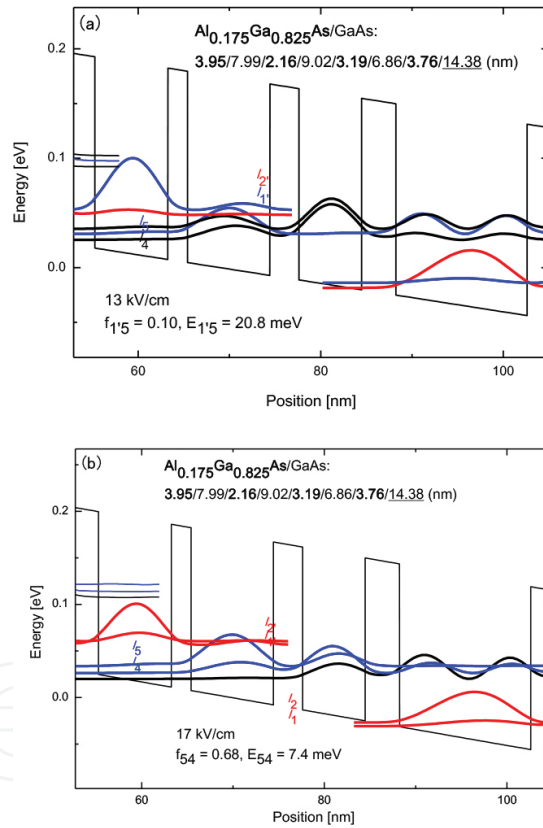 (a)
Al0.175Ga0.825As/GaAs:
3.95/7.99/2.16/9.02/3.19/6.86/3.76/14.38 (nm)
0.2
0.1
0.0
Energy [eV]
l2'
l1'
l5
l4
13 kV/cm
f1'5 = 0.10, E1'5 = 20.8 meV
60
80
100
Position [nm]
(b)
Al0.175Ga0.825As/GaAs:
3.95/7.99/2.16/9.02/3.19/6.86/3.76/14.38 (nm)
0.2
0.1
0.0
Energy [eV]
l5
l4
l2
l1
17 kV/cm
f54 = 0.68, E54 = 7.4 meV
60
80
100
Position [nm]